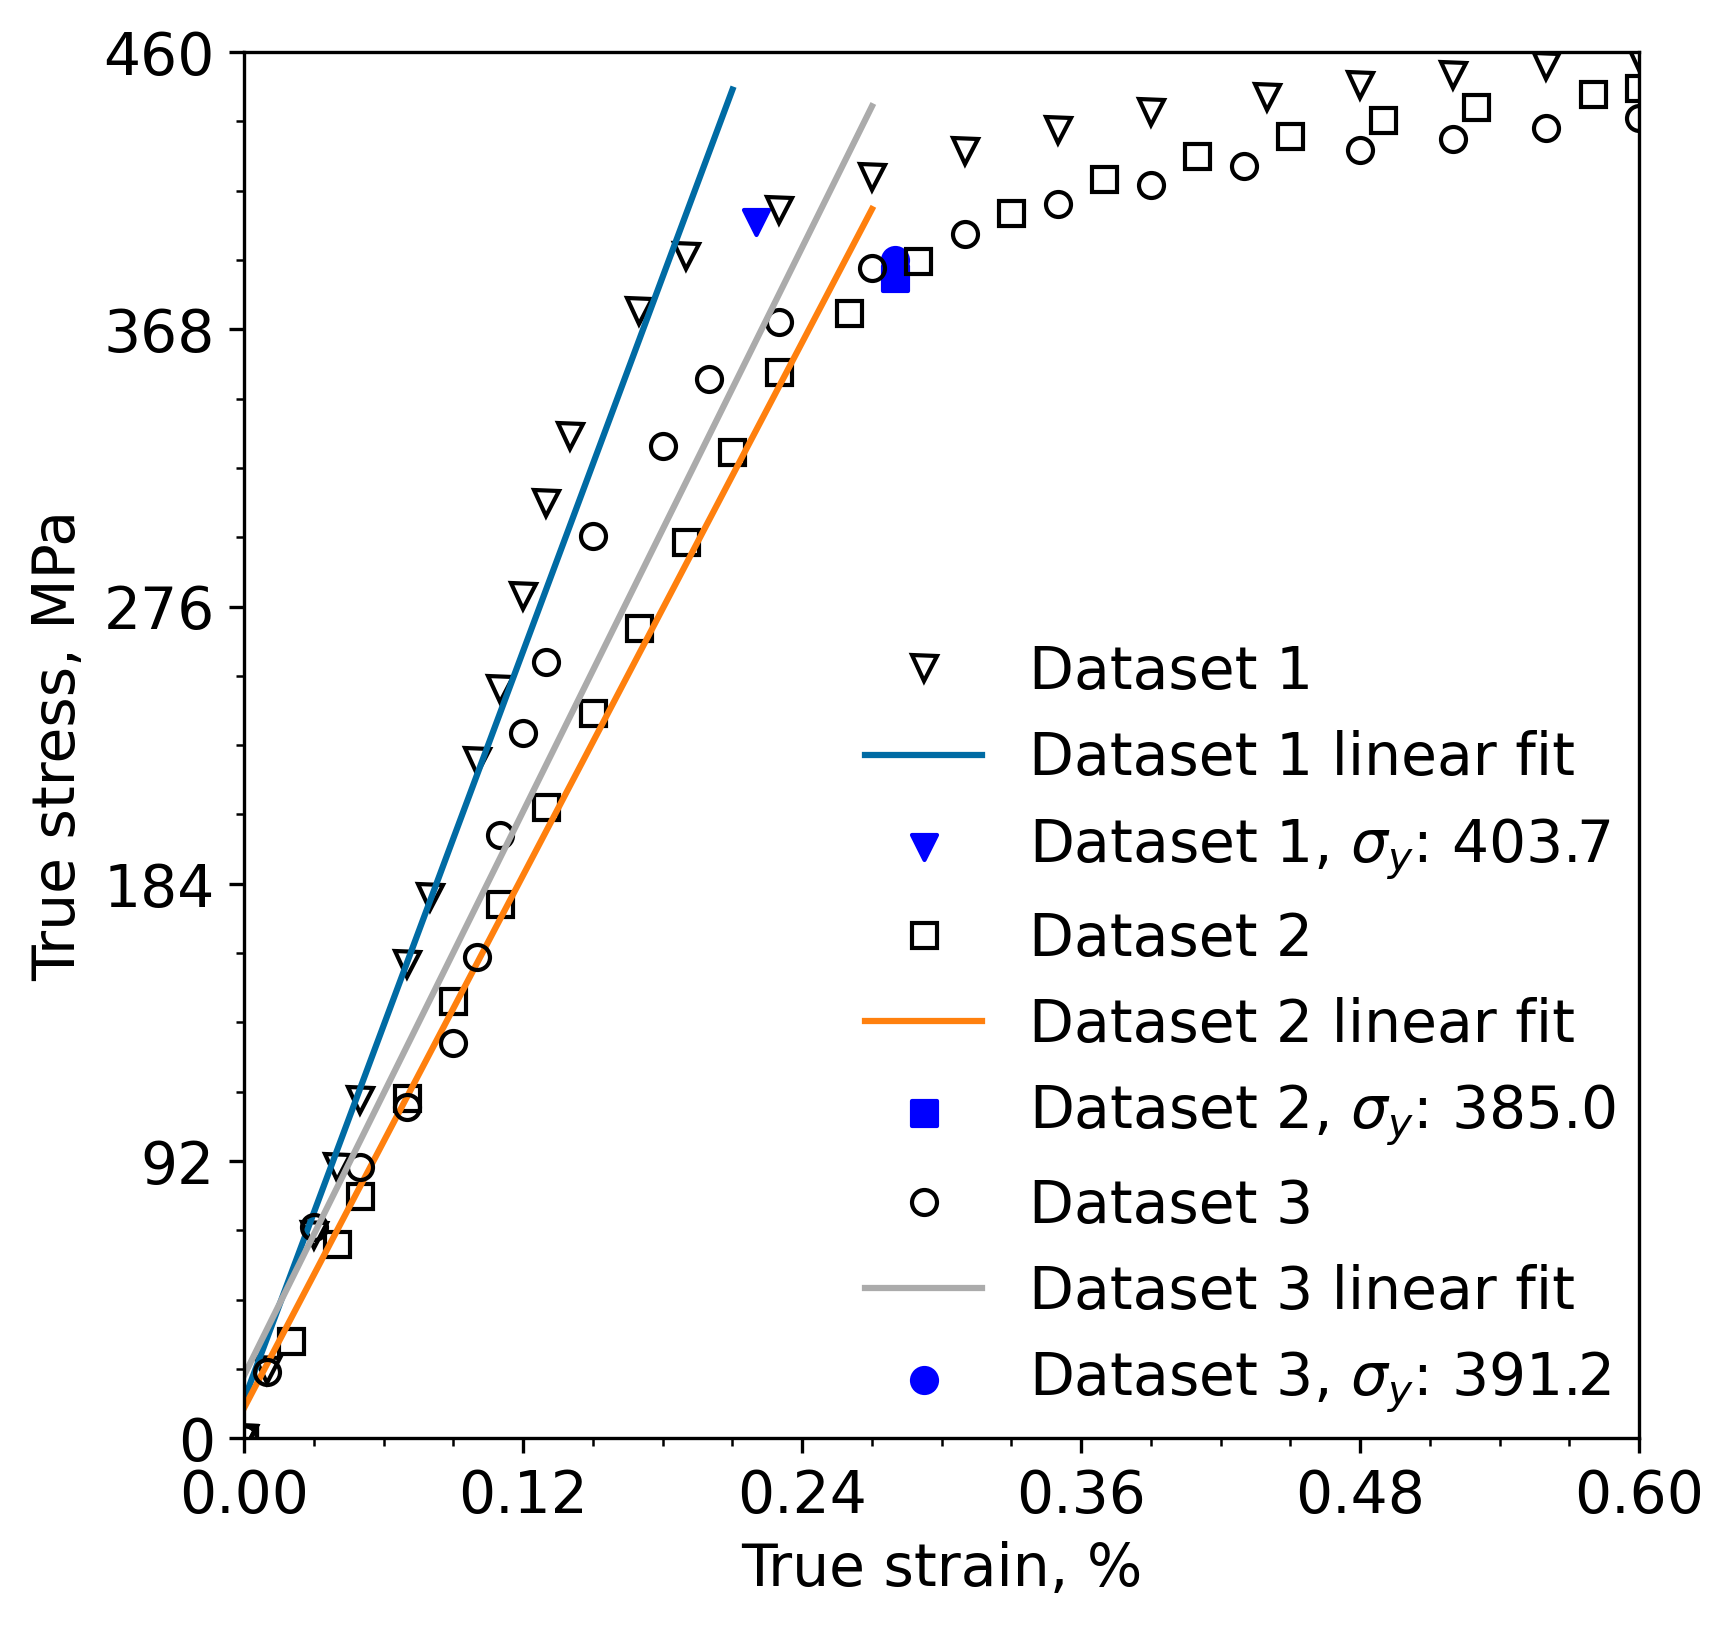 460
368
276
184
92
0
True stress, MPa
0.00
0.12
0.24
0.36
0.48
0.60
True strain, %
Dataset 1
Dataset 1 linear fit
Dataset 1, σy: 403.7
Dataset 2
Dataset 2 linear fit
Dataset 2, σy: 385.0
Dataset 3
Dataset 3 linear fit
Dataset 3, σy: 391.2